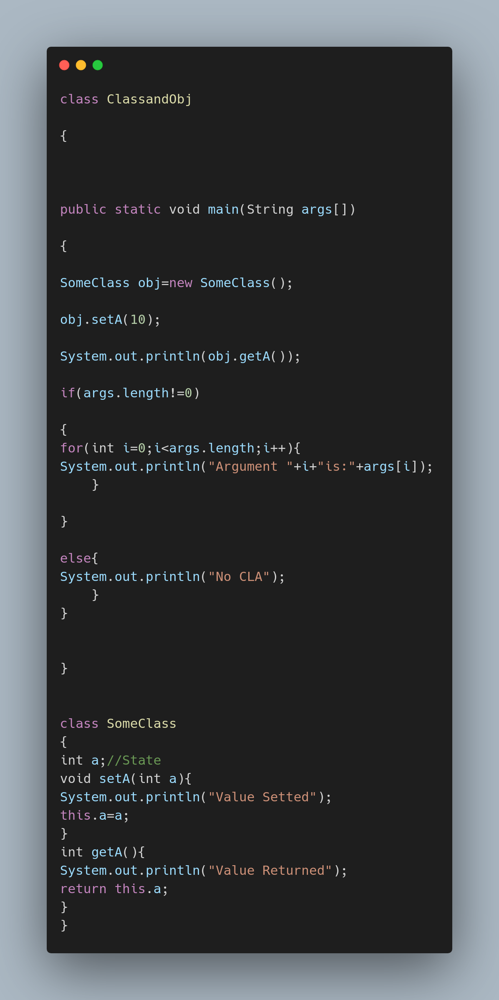 class ClassandObj
{
public static void main(String args[])
{
SomeClass obj=new SomeClass();
obj.setA(10);
System.out.println(obj.getA());
if(args.length!=0)
{
for(int i=0;i<args.length;i++){
System.out.println("Argument "+i+"is:"+args[i]);
    }
}
else{
System.out.println("No CLA");
    }
}
}
class SomeClass
{
int a;//State
void setA(int a){
System.out.println("Value Setted");
this.a=a;
}
int getA(){
System.out.println("Value Returned");
return this.a;
}
}